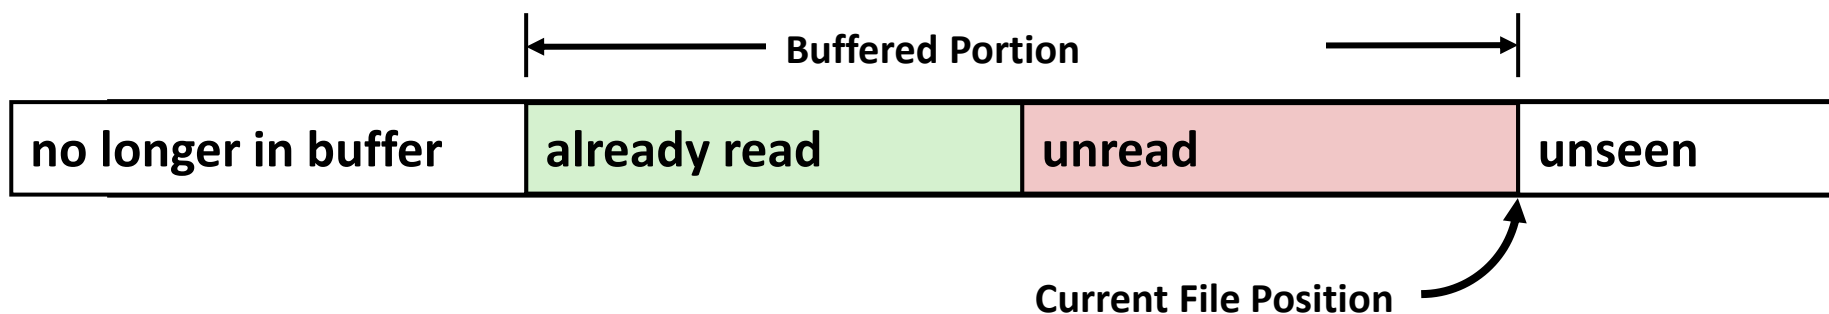 Buffered Portion
no longer in buffer
already read
unread
unseen
Current File Position